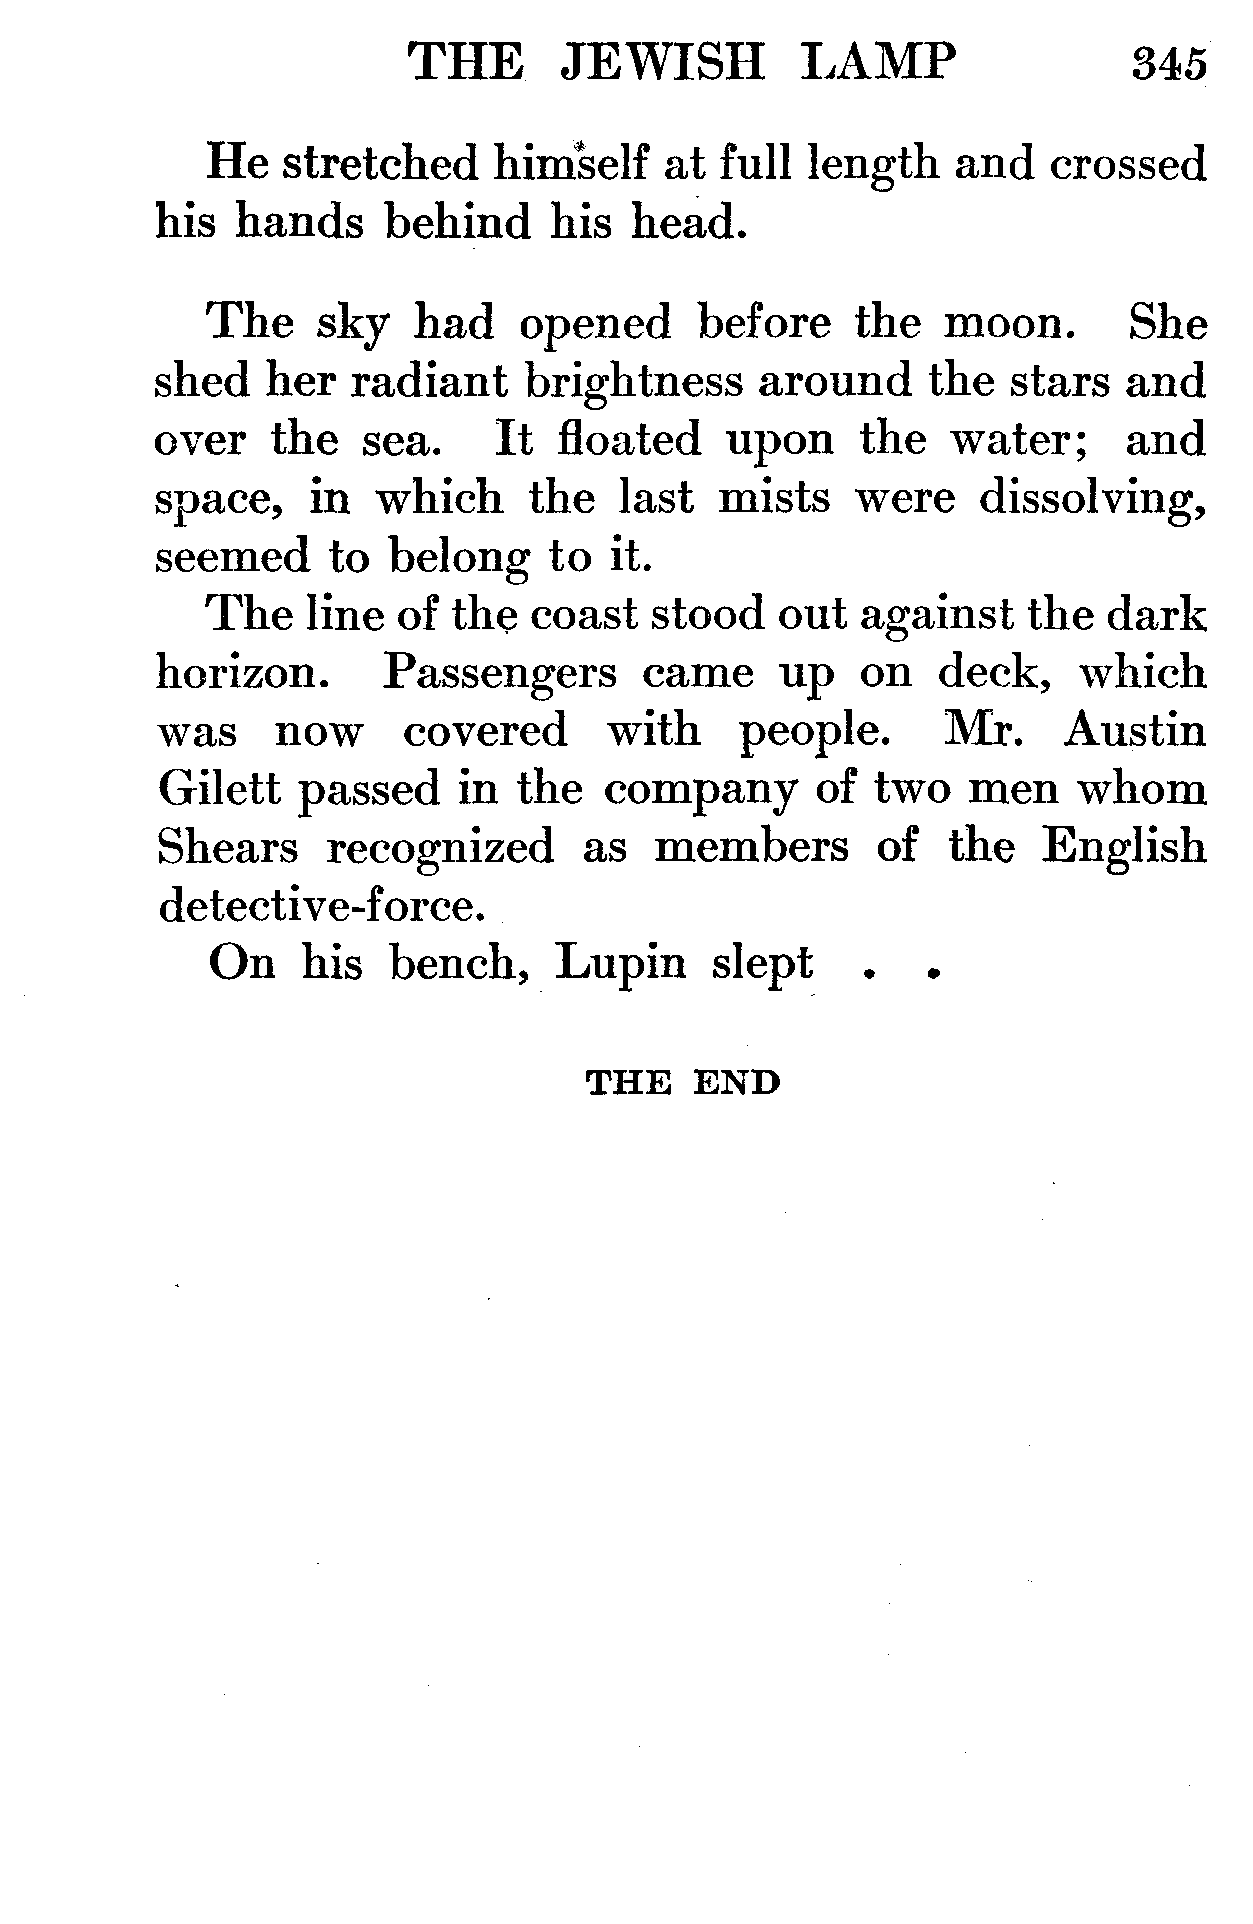 THE JEWISH LAMP 345
He stretched himself at full length and crossed
his hands behind his head.
The sky had opened before the moon. She
shed her radiant brightness around the stars and
over the sea. It floated upon the water; and
space, in which the last mists were dissolving,
seemed to belong to it.
The line of the coast stood out against the dark
horizon. Passengers came up on deck, which
was now covered with people. Mr. Austin
Gilett passed in the company of two men whom
Shears recognized as members of the English
detective-force.
On his bench, Lupin slept . .
THE END